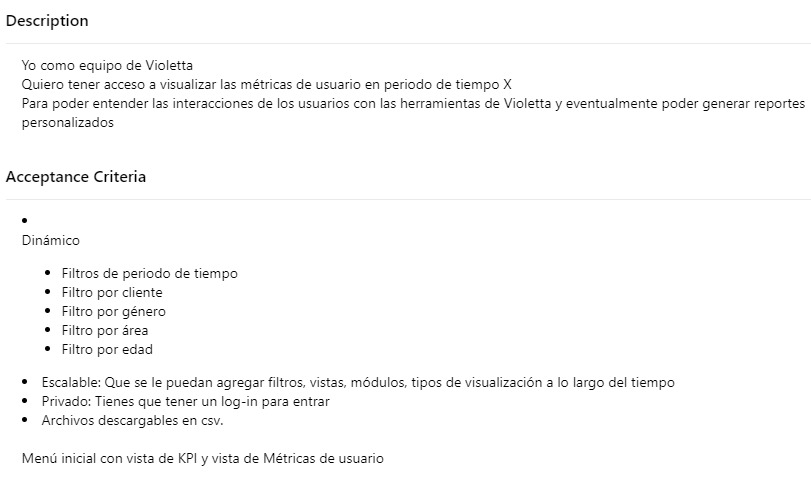 Description
Yo como equipo de Violetta
Quiero tener acceso a visualizar las métricas de usuario en periodo de tiempo X
Para poder entender las interacciones de los usuarios con las herramientas de Violetta y eventualmente poder generar reportes
personalizados
Acceptance Criteria
•
Dinámico
• Filtros de periodo de tiempo
• Filtro por cliente
• Filtro por género
• Filtro por área
• Filtro por edad
• Escalable: Que se le puedan agregar filtros, vistas, módulos, tipos de visualización a lo largo del tiempo
• Privado: Tienes que tener un log-in para entrar
• Archivos descargables en csv.
Menú inicial con vista de KPI y vista de Métricas de usuario